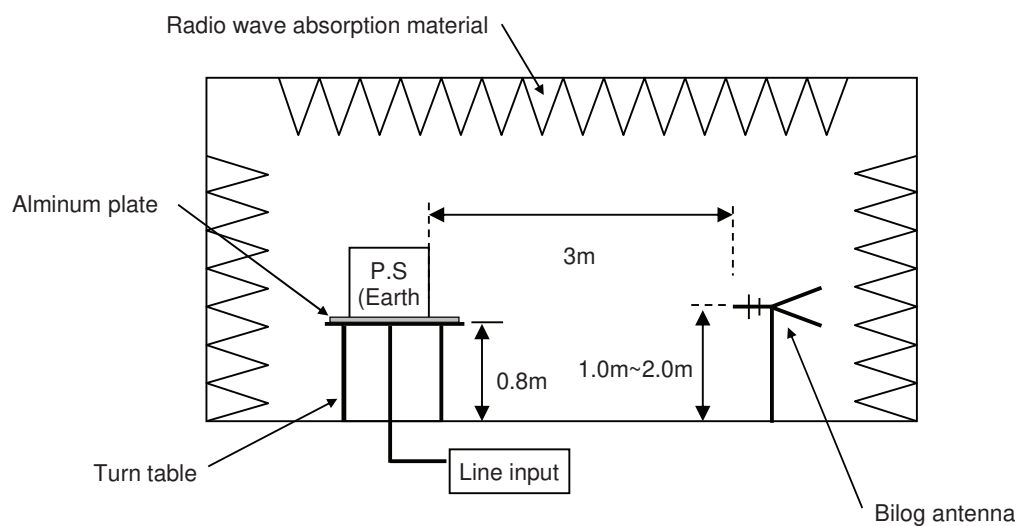 Radio wave absorption material
Alminum plate
3m
P.S
(Earth
0.8m
1.0m~2.0m
Turn table
Line input
Bilog antenna